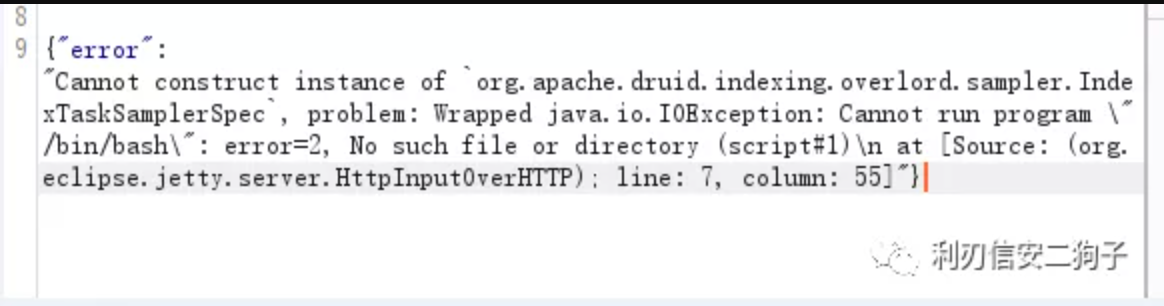 8
9 {"error":
"Cannot construct instance of `org.apache.druid.indexing.overlord.sampler.Inde
xTaskSamplerSpec`, problem: Wrapped java.io.IOException: Cannot run program \"
/bin/bash\": error=2, No such file or directory (script#1)\n at [Source: (org.
eclipse.jetty.server.HttpInputOverHTTP); line: 7, column: 55]"}
利刃信安二狗子